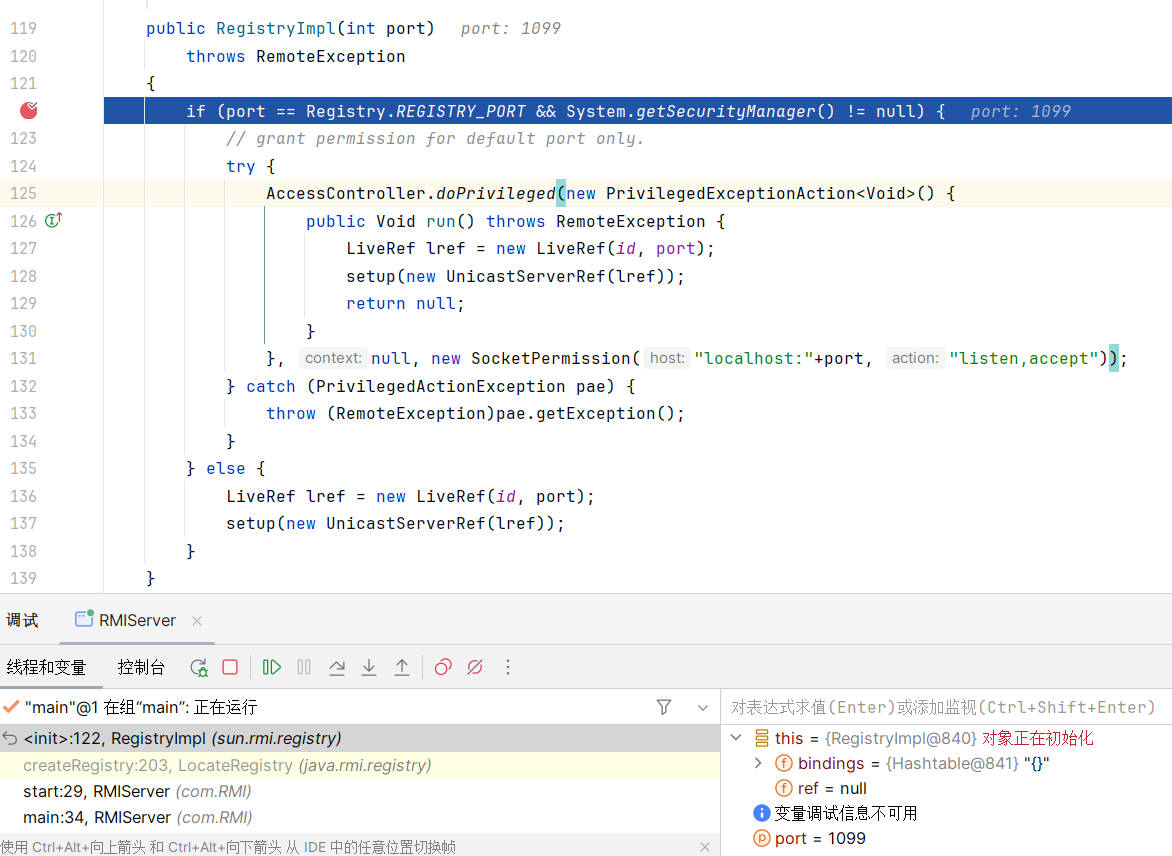 119 public RegistryImpl(int port) port: 1099
120 throws RemoteException
121 {
if (port == Registry.REGISTRY_PORT && System.getSecurityManager() != null) { port: 1099
123 // grant permission for default port only.
124 try {
125 AccessController.doPrivileged(new PrivilegedExceptionAction<Void>() {
126 public Void run() throws RemoteException {
127 LiveRef lref = new LiveRef(id, port);
128 setup(new UnicastServerRef(lref));
129 return null;
130 }
131 }, context: null, new SocketPermission( host: "localhost:"+port, action: "listen,accept"));
132 } catch (PrivilegedActionException pae) {
133 throw (RemoteException)pae.getException();
134 }
135 } else {
136 LiveRef lref = new LiveRef(id, port);
137 setup(new UnicastServerRef(lref));
138 }
139 }
调试 RMIServer
线程和变量 控制台
"main"@1 在组“main”: 正在运行
<init>:122, RegistryImpl (sun.rmi.registry)
createRegistry:203, LocateRegistry (java.rmi.registry)
start:29, RMIServer (com.RMI)
main:34, RMIServer (com.RMI)
使用 Ctrl+Alt+向上箭头 和 Ctrl+Alt+向下箭头 从 IDE 中的任意位置切换帧
对表达式求值(Enter)或添加监视(Ctrl+Shift+Enter)
this = {RegistryImpl@840} 对象正在初始化
bindings = {Hashtable@841} "{}"
ref = null
变量调试信息不可用
port = 1099